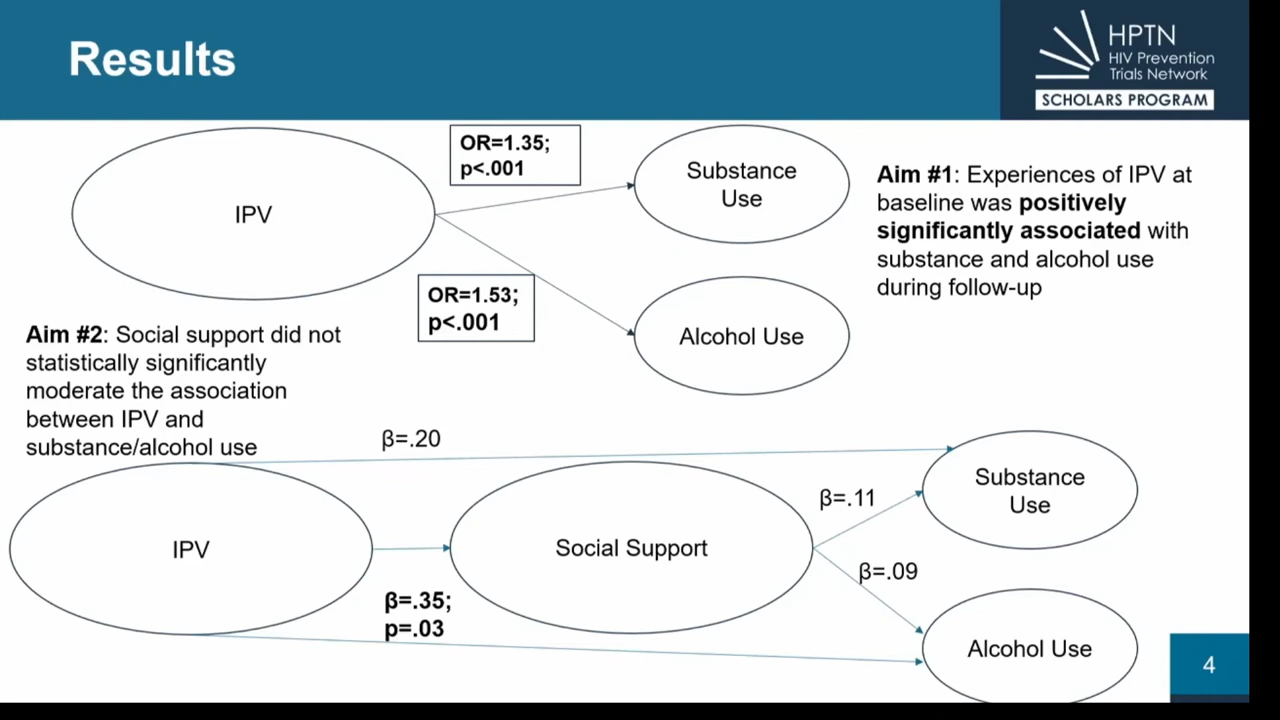 Results
HPTN
HIV Prevention
Trials Network
SCHOLARS PROGRAM
OR=1.35;
p<.001
Substance
Use
IPV
Aim #1: Experiences of IPV at
baseline was positively
significantly associated with
substance and alcohol use
during follow-up
OR=1.53;
p<.001
Alcohol Use
Aim #2: Social support did not
statistically significantly
moderate the association
between IPV and
substance/alcohol use
β=.20
Substance
Use
β=.11
IPV
Social Support
β=.09
β=.35;
p=.03
Alcohol Use
4